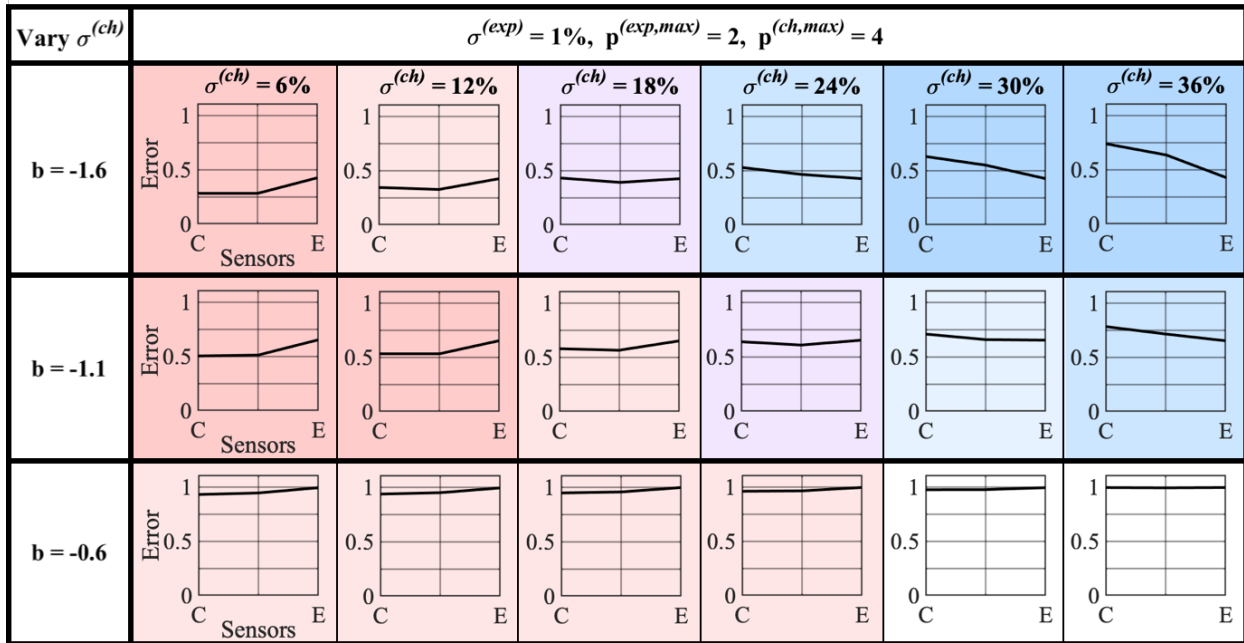 Vary σ^(ch)
σ^(exp) = 1%, p^(exp,max) = 2, p^(ch,max) = 4
b = -1.6
σ^(ch) = 6%
σ^(ch) = 12%
σ^(ch) = 18%
σ^(ch) = 24%
σ^(ch) = 30%
σ^(ch) = 36%
Error
1 1 1 1 1 1
0.5 0.5 0.5 0.5 0.5 0.5
0 0 0 0 0 0
C E C E C E C E C E C E
Sensors
b = -1.1
Error
1 1 1 1 1 1
0.5 0.5 0.5 0.5 0.5 0.5
0 0 0 0 0 0
C E C E C E C E C E C E
Sensors
b = -0.6
Error
1 1 1 1 1 1
0.5 0.5 0.5 0.5 0.5 0.5
0 0 0 0 0 0
C E C E C E C E C E C E
Sensors